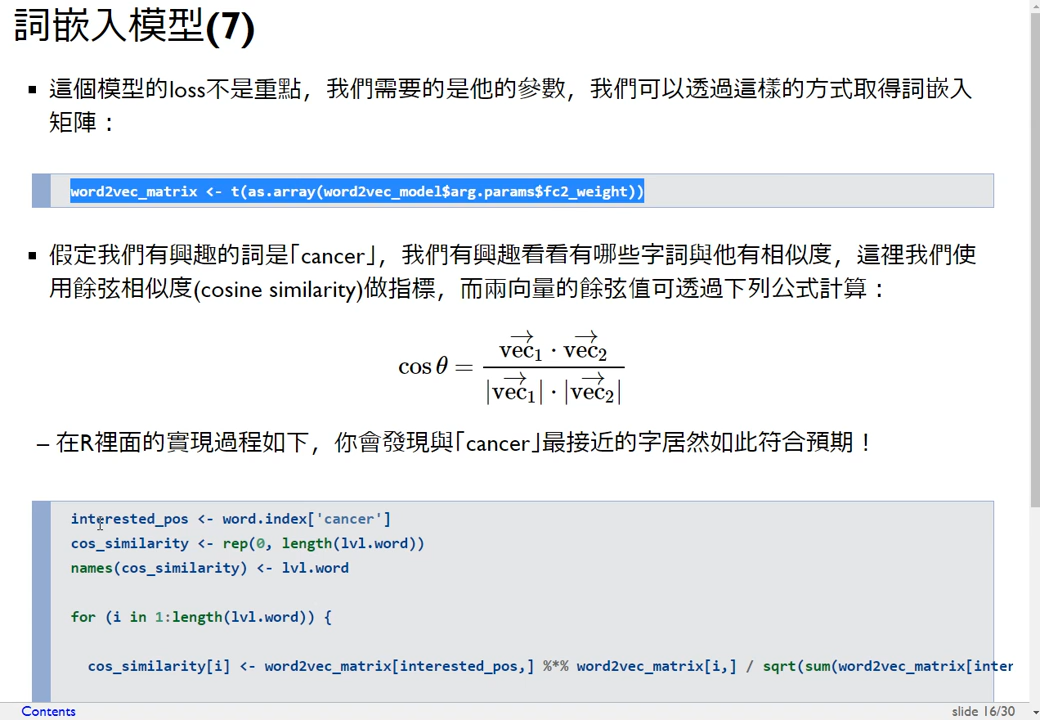 詞嵌入模型(7)
這個模型的loss不是重點，我們需要的是他的參數，我們可以透過這樣的方式取得詞嵌入
矩陣：
word2vec_matrix <- t(as.array(word2vec_model$arg.params$fc2_weight))
假定我們有興趣的詞是「cancer」，我們有興趣看看有哪些字詞與他有相似度，這裡我們使
用餘弦相似度(cosine similarity)做指標，而兩向量的餘弦值可透過下列公式計算：
cos θ = (vec₁ · vec₂) / (|vec₁| · |vec₂|)
– 在R裡面的實現過程如下，你會發現與「cancer」最接近的字居然如此符合預期！
interested_pos <- word.index['cancer']
cos_similarity <- rep(0, length(lvl.word))
names(cos_similarity) <- lvl.word
for (i in 1:length(lvl.word)) {
cos_similarity[i] <- word2vec_matrix[interested_pos,] %*% word2vec_matrix[i,] / sqrt(sum(word2vec_matrix[inter
Contents
slide 16/30